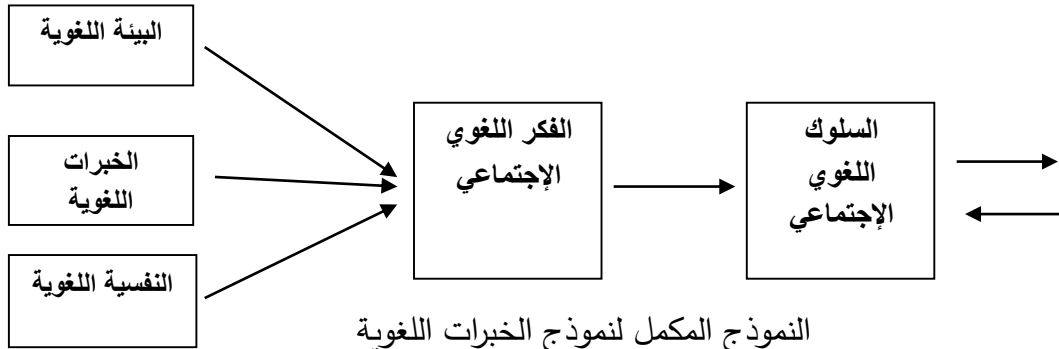 البيئة اللغوية
الخبرات
اللغوية
النفسية اللغوية
الفكر اللغوي
الإجتماعي
السلوك
اللغوي
الإجتماعي
النموذج المكمل لنموذج الخبرات اللغوية